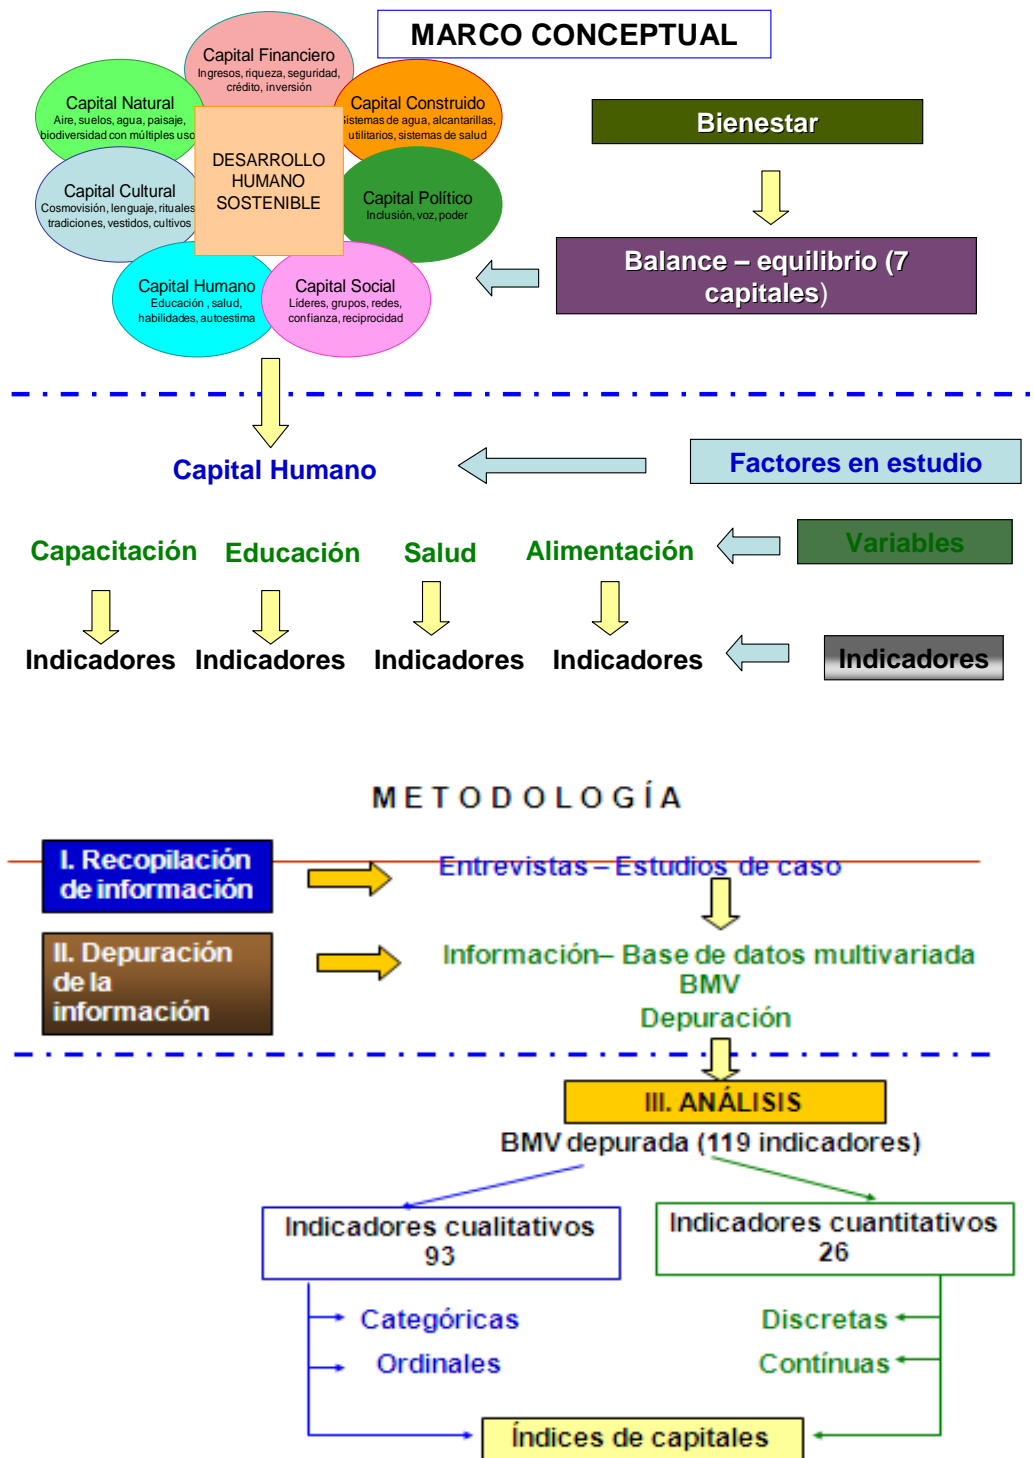 MARCO CONCEPTUAL
Capital Financiero
Ingresos, riqueza, seguridad,
crédito, inversión
Capital Natural
Aire, suelos, agua, paisaje,
biodiversidad con múltiples uso
Capital Construido
Sistemas de agua, alcantarillas,
utilitarios, sistemas de salud
DESARROLLO
HUMANO
SOSTENIBLE
Capital Cultural
Cosmovisión, lenguaje, rituales,
tradiciones, vestidos, cultivos
Capital Político
Inclusión, voz, poder
Capital Humano
Educación , salud,
habilidades, autoestima
Capital Social
Líderes, grupos, redes,
confianza, reciprocidad
Bienestar
Balance – equilibrio (7
capitales)
Capital Humano
Factores en estudio
Capacitación
Educación
Salud
Alimentación
Variables
Indicadores
Indicadores
Indicadores
Indicadores
Indicadores
METODOLOGÍA
I. Recopilación
de información
Entrevistas – Estudios de caso
II. Depuración
de la
información
Información– Base de datos multivariada
BMV
Depuración
III. ANÁLISIS
BMV depurada (119 indicadores)
Indicadores cualitativos
93
Indicadores cuantitativos
26
Categóricas
Ordinales
Discretas
Contínuas
Índices de capitales